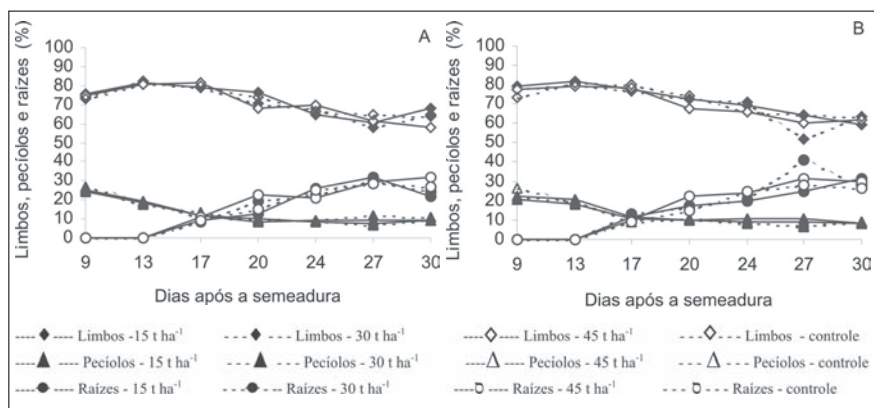 Limbos, pecíolos e raízes (%)
100
90
80
70
60
50
40
30
20
10
0
A
9 13 17 20 24 27 30
Dias após a semeadura
Limbos, pecíolos e raízes (%)
100
90
80
70
60
50
40
30
20
10
0
B
9 13 17 20 24 27 30
Dias após a semeadura
Limbos -15 t ha⁻¹ Limbos - 30 t ha⁻¹ Limbos - 45 t ha⁻¹ Limbos - controle
Pecíolos - 15 t ha⁻¹ Pecíolos - 30 t ha⁻¹ Pecíolos - 45 t ha⁻¹ Pecíolos - controle
Raízes - 15 t ha⁻¹ Raízes - 30 t ha⁻¹ Raízes - 45 t ha⁻¹ Raízes - controle